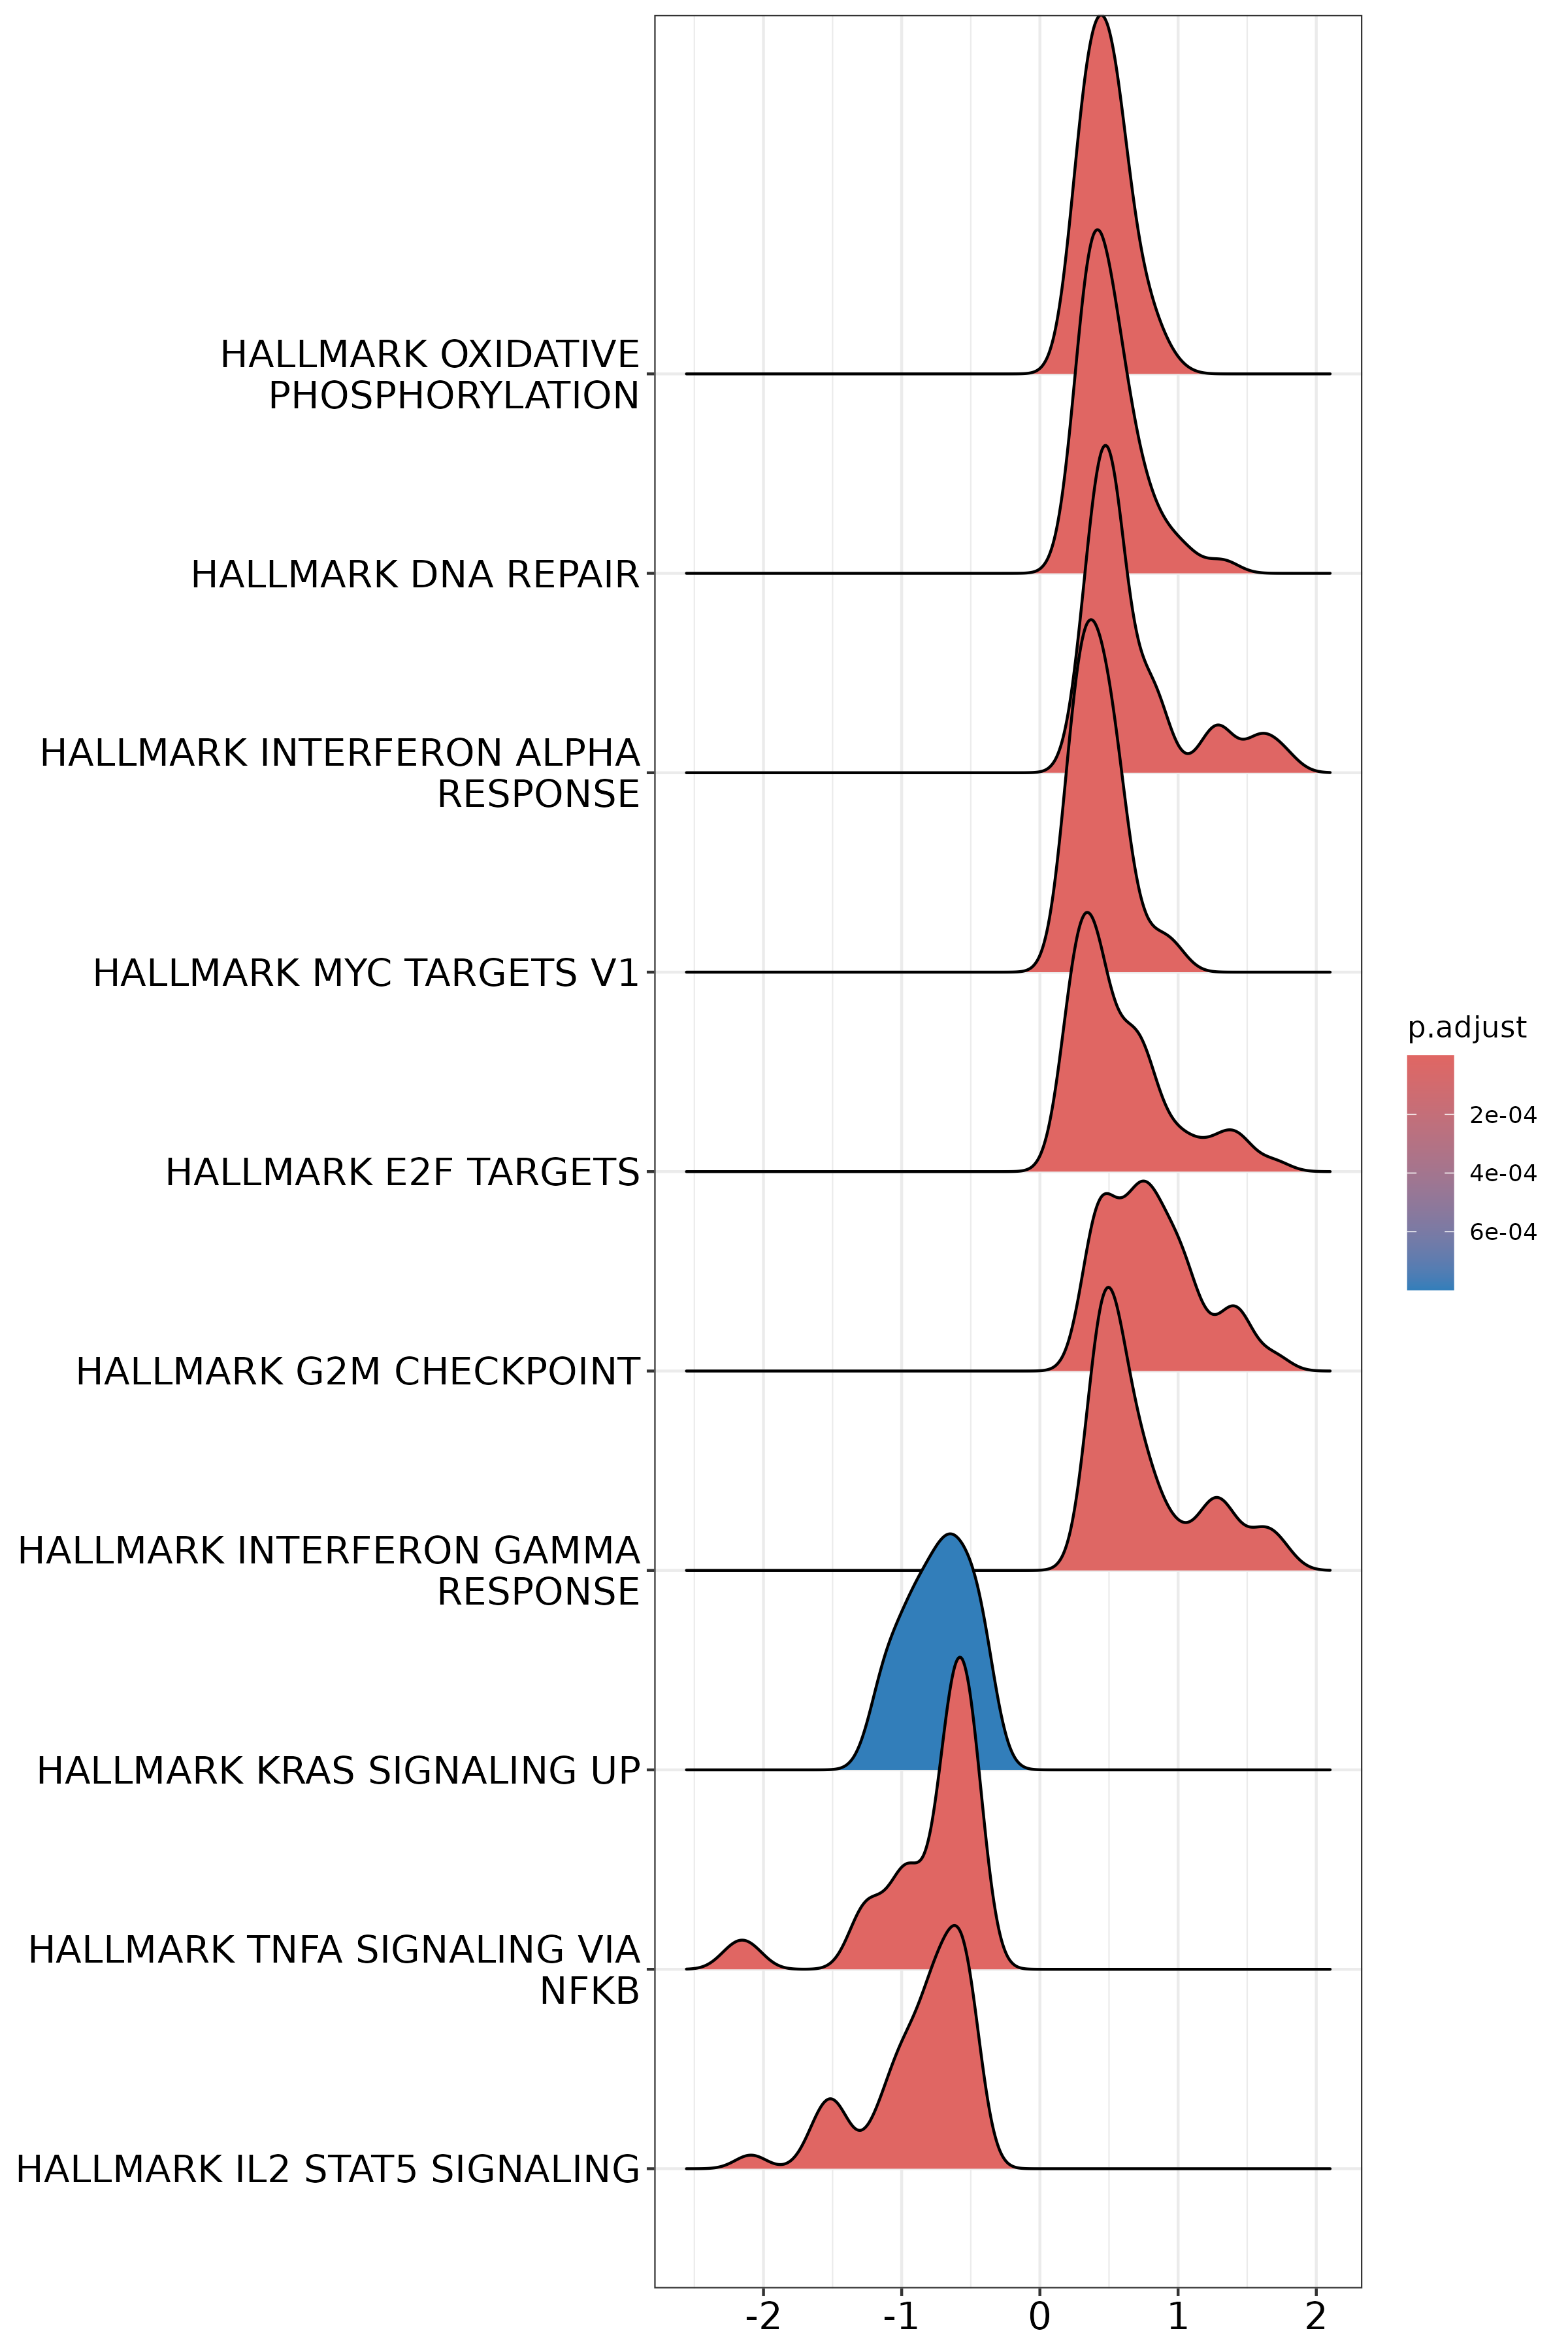 HALLMARK OXIDATIVE
PHOSPHORYLATION
HALLMARK DNA REPAIR
HALLMARK INTERFERON ALPHA
RESPONSE
HALLMARK MYC TARGETS V1
HALLMARK E2F TARGETS
HALLMARK G2M CHECKPOINT
HALLMARK INTERFERON GAMMA
RESPONSE
HALLMARK KRAS SIGNALING UP
HALLMARK TNFA SIGNALING VIA
NFKB
HALLMARK IL2 STAT5 SIGNALING
-2 -1 0 1 2
p.adjust
2e-04
4e-04
6e-04